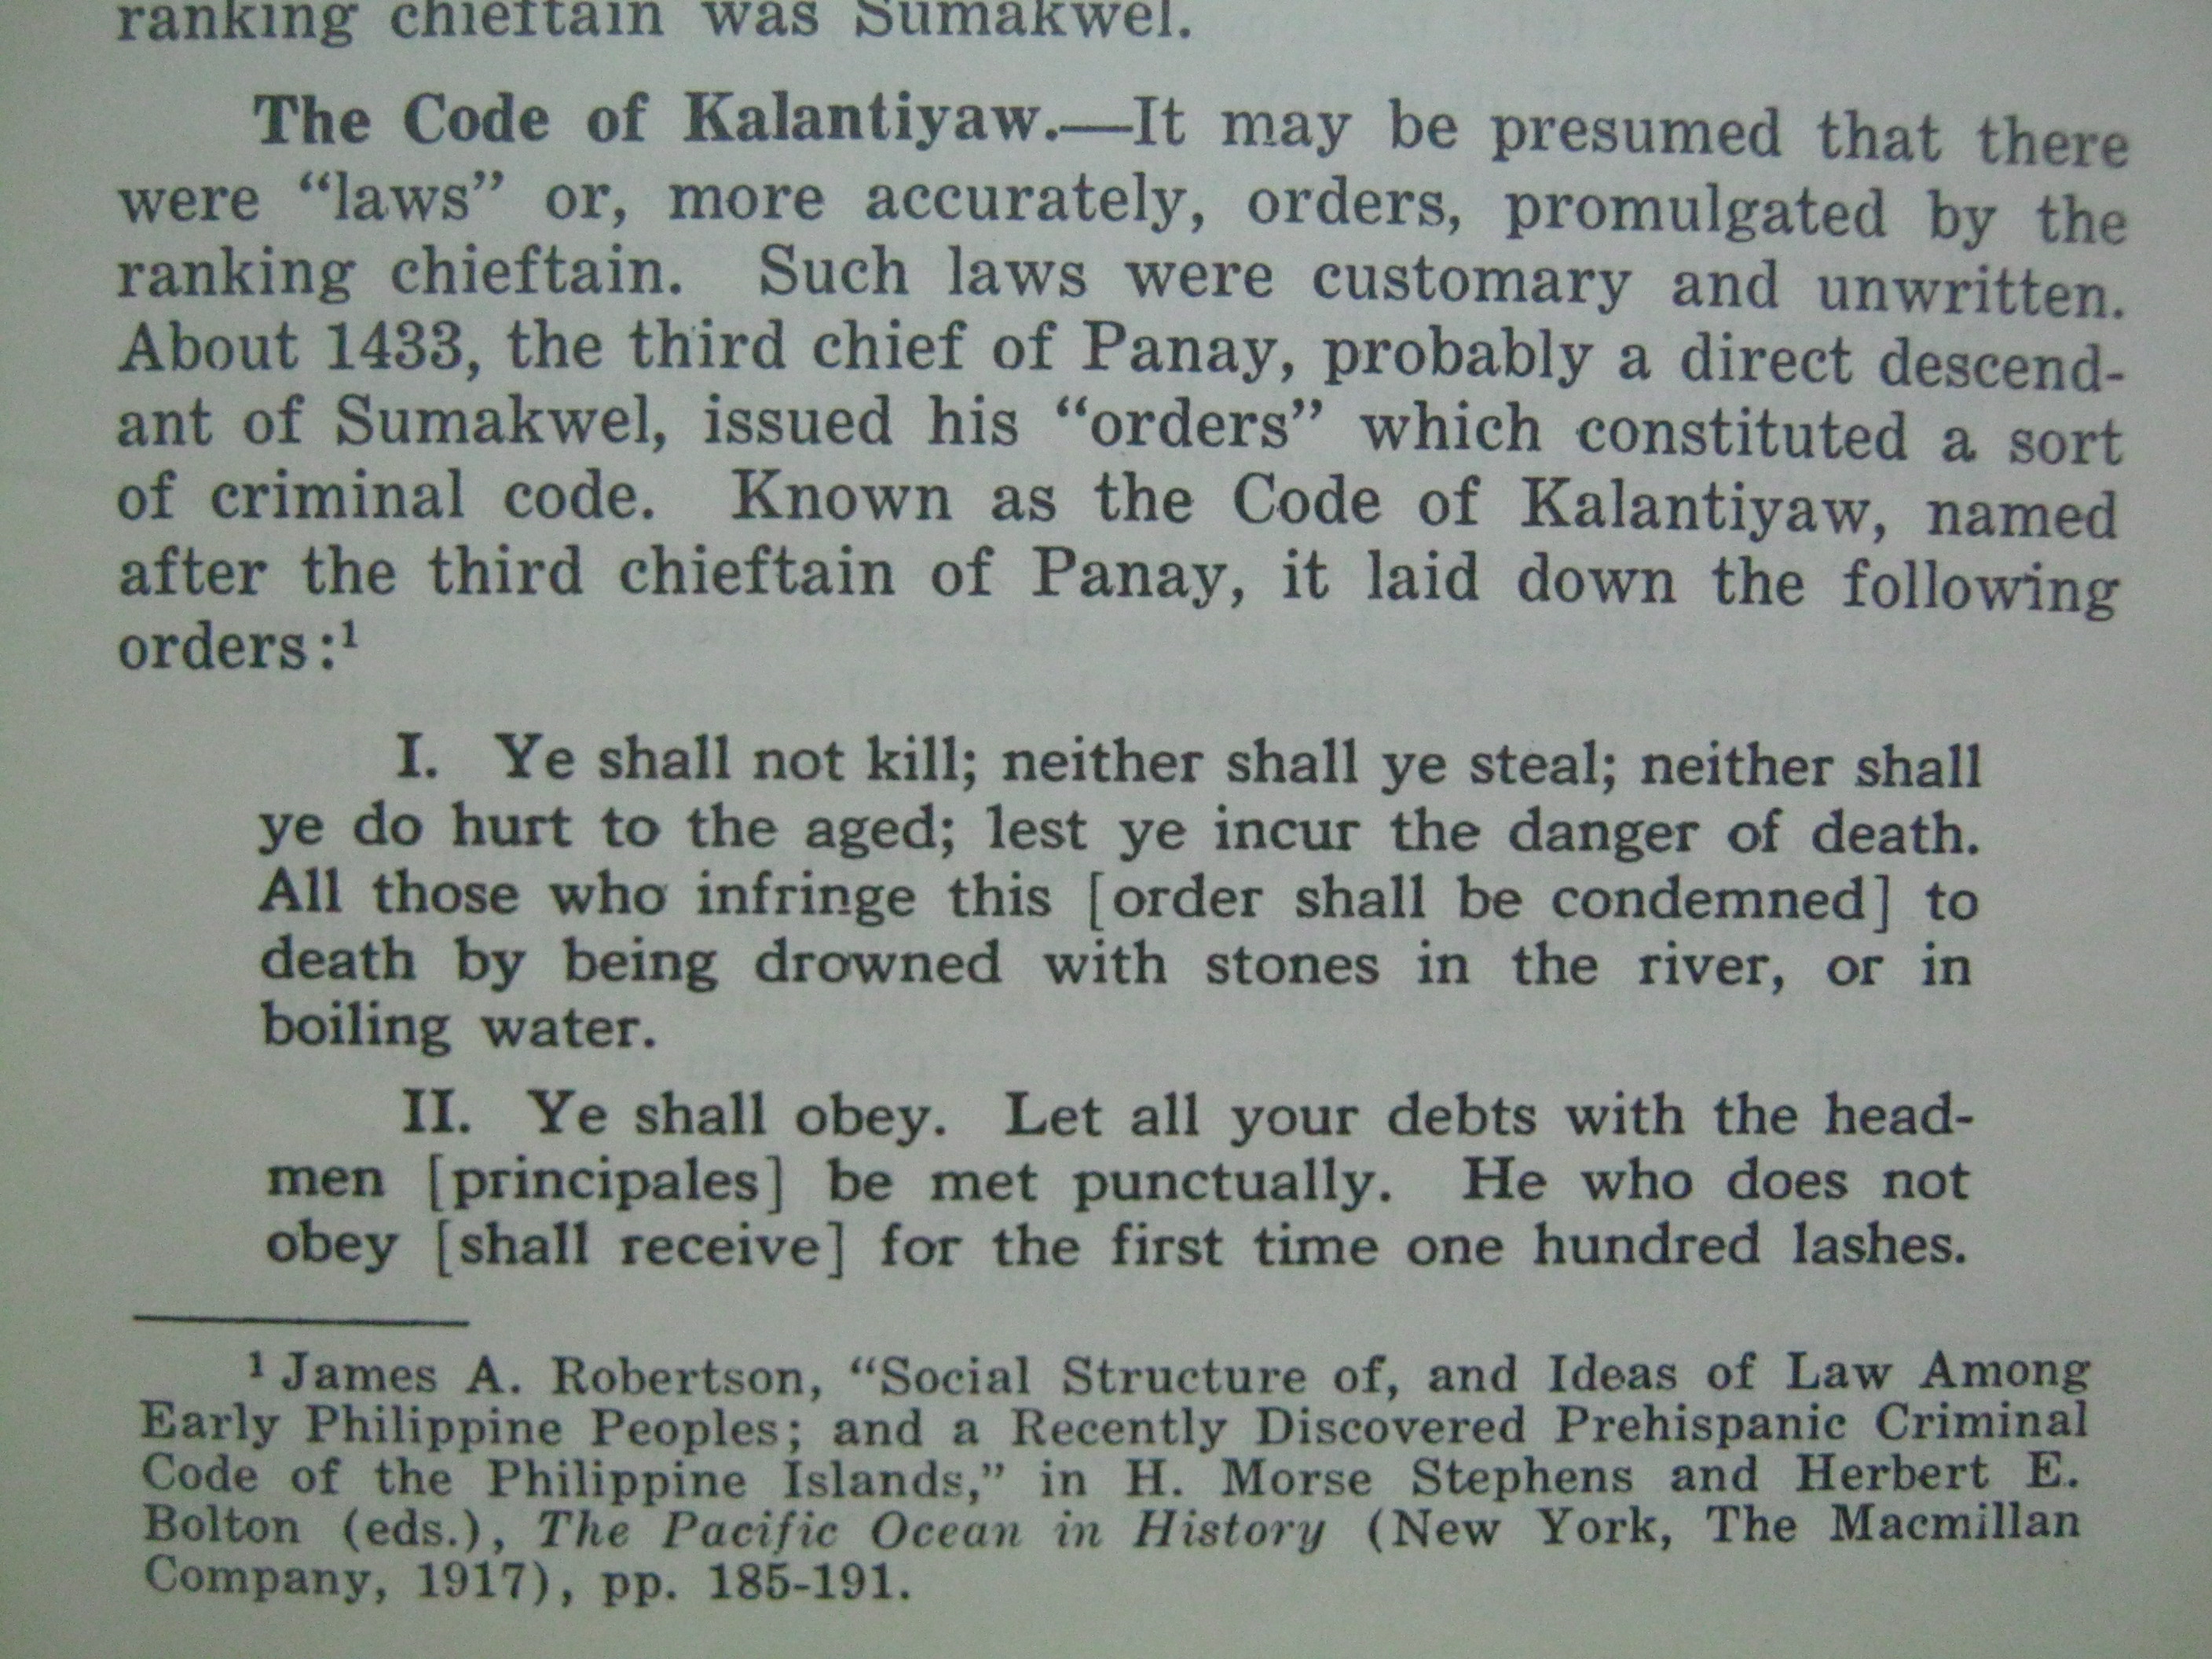 ranking chieftain was Sumakwel.
The Code of Kalantiyaw.—It may be presumed that there
were “laws” or, more accurately, orders, promulgated by the
ranking chieftain. Such laws were customary and unwritten.
About 1433, the third chief of Panay, probably a direct descend-
ant of Sumakwel, issued his “orders” which constituted a sort
of criminal code. Known as the Code of Kalantiyaw, named
after the third chieftain of Panay, it laid down the following
orders:¹
I. Ye shall not kill; neither shall ye steal; neither shall
ye do hurt to the aged; lest ye incur the danger of death.
All those who infringe this [order shall be condemned] to
death by being drowned with stones in the river, or in
boiling water.
II. Ye shall obey. Let all your debts with the head-
men [principales] be met punctually. He who does not
obey [shall receive] for the first time one hundred lashes.
¹ James A. Robertson, “Social Structure of, and Ideas of Law Among
Early Philippine Peoples; and a Recently Discovered Prehispanic Criminal
Code of the Philippine Islands,” in H. Morse Stephens and Herbert E.
Bolton (eds.), The Pacific Ocean in History (New York, The Macmillan
Company, 1917), pp. 185-191.